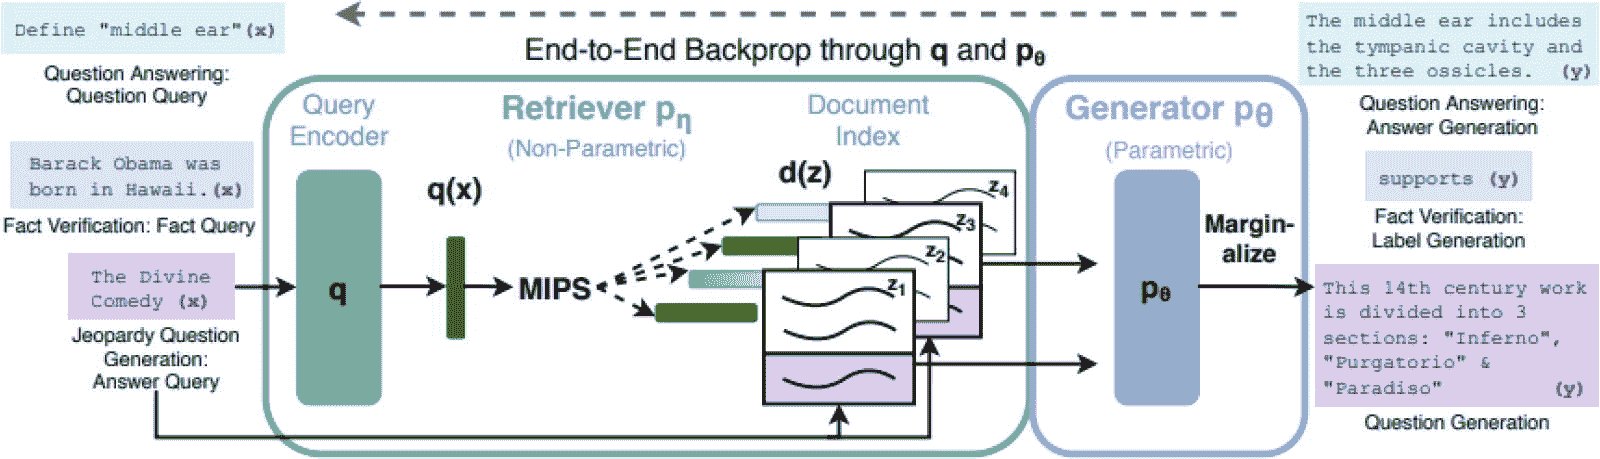 Define "middle ear"(x)
Question Answering:
Question Query
Barack Obama was
born in Hawaii.(x)
Fact Verification: Fact Query
The Divine
Comedy (x)
Jeopardy Question
Generation:
Answer Query
End-to-End Backprop through q and pθ
Query
Encoder
Retriever pη
(Non-Parametric)
Document
Index
q
q(x)
MIPS
d(z)
z4
z3
z2
z1
Generator pθ
(Parametric)
pθ
Margin-
alize
The middle ear includes
the tympanic cavity and
the three ossicles. (y)
Question Answering:
Answer Generation
supports (y)
Fact Verification:
Label Generation
This 14th century work
is divided into 3
sections: "Inferno",
"Purgatorio" &
"Paradiso" (y)
Question Generation